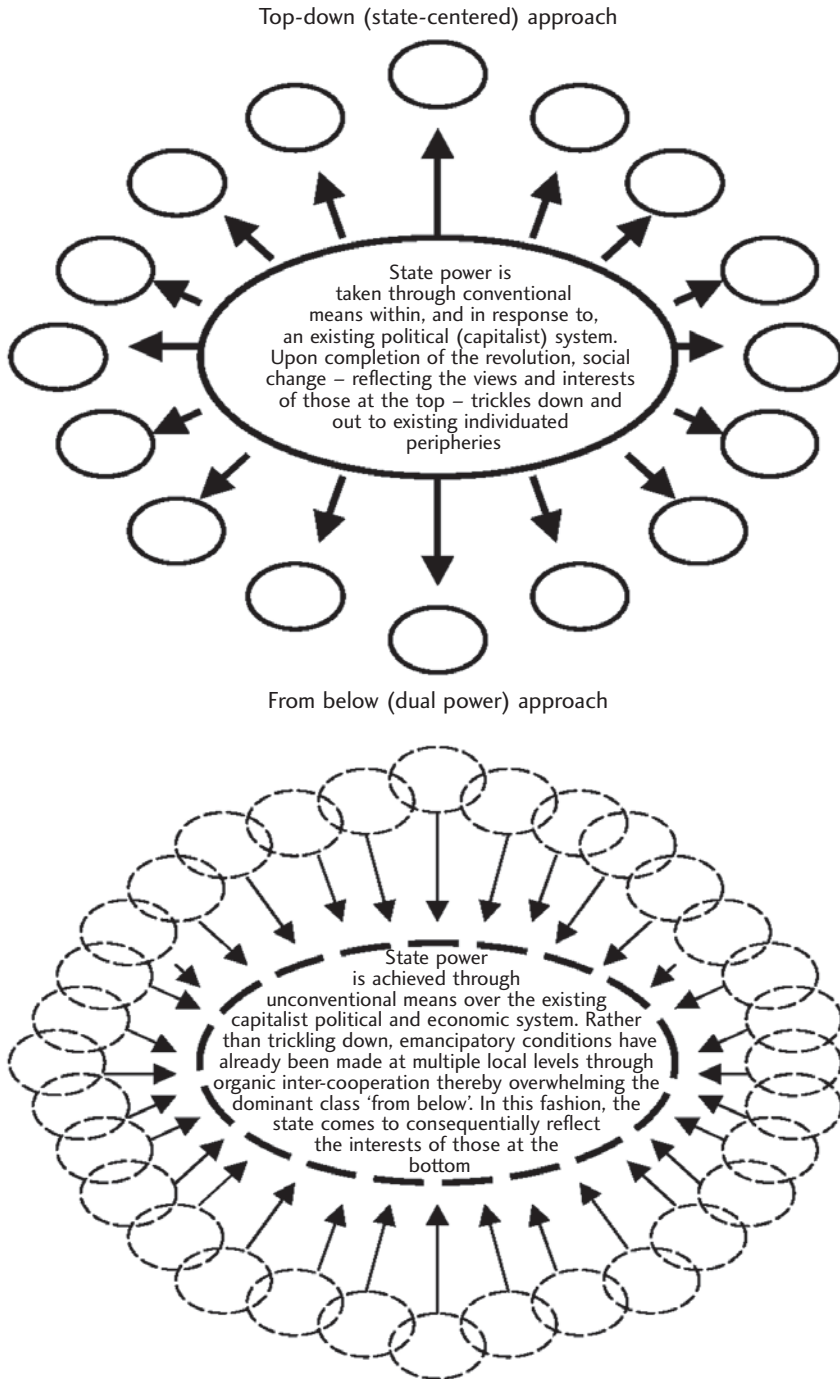 Top-down (state-centered) approach
State power is
taken through conventional
means within, and in response to,
an existing political (capitalist) system.
Upon completion of the revolution, social
change – reflecting the views and interests
of those at the top – trickles down and
out to existing individuated
peripheries
From below (dual power) approach
State power
is achieved through
unconventional means over the existing
capitalist political and economic system. Rather
than trickling down, emancipatory conditions have
already been made at multiple local levels through
organic inter-cooperation thereby overwhelming the
dominant class ‘from below’. In this fashion, the
state comes to consequentially reflect
the interests of those at the
bottom